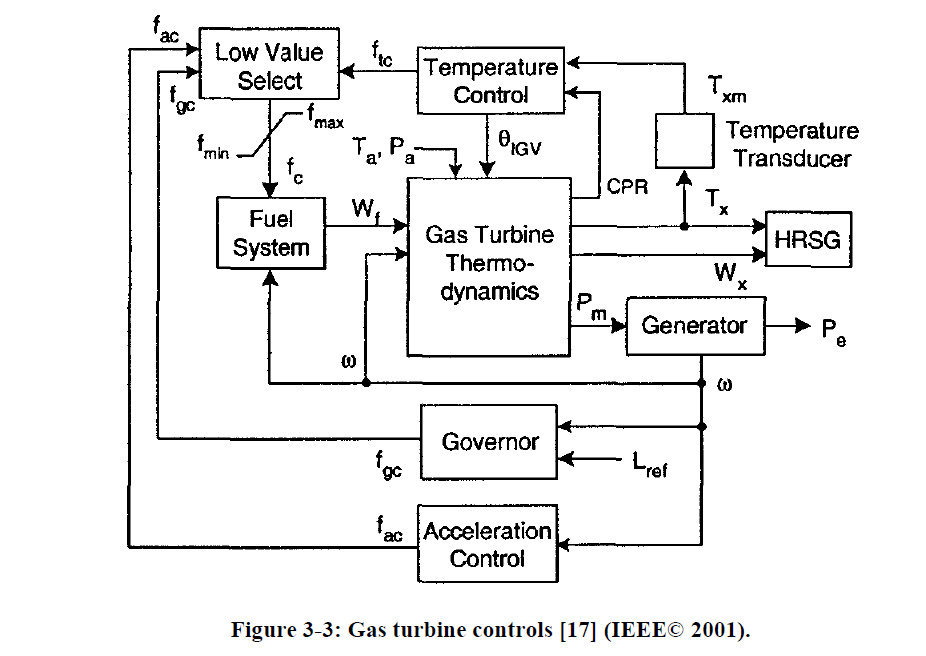 f_ac
Low Value
Select
f_gc
f_tc
Temperature
Control
T_xm
f_min
f_max
f_c
T_a, P_a
θ_IGV
CPR
Temperature
Transducer
T_x
Fuel
System
W_f
Gas Turbine
Thermo-
dynamics
HRSG
W_x
P_m
Generator
P_e
ω
ω
Governor
f_gc
L_ref
f_ac
Acceleration
Control
Figure 3-3: Gas turbine controls [17] (IEEE© 2001).